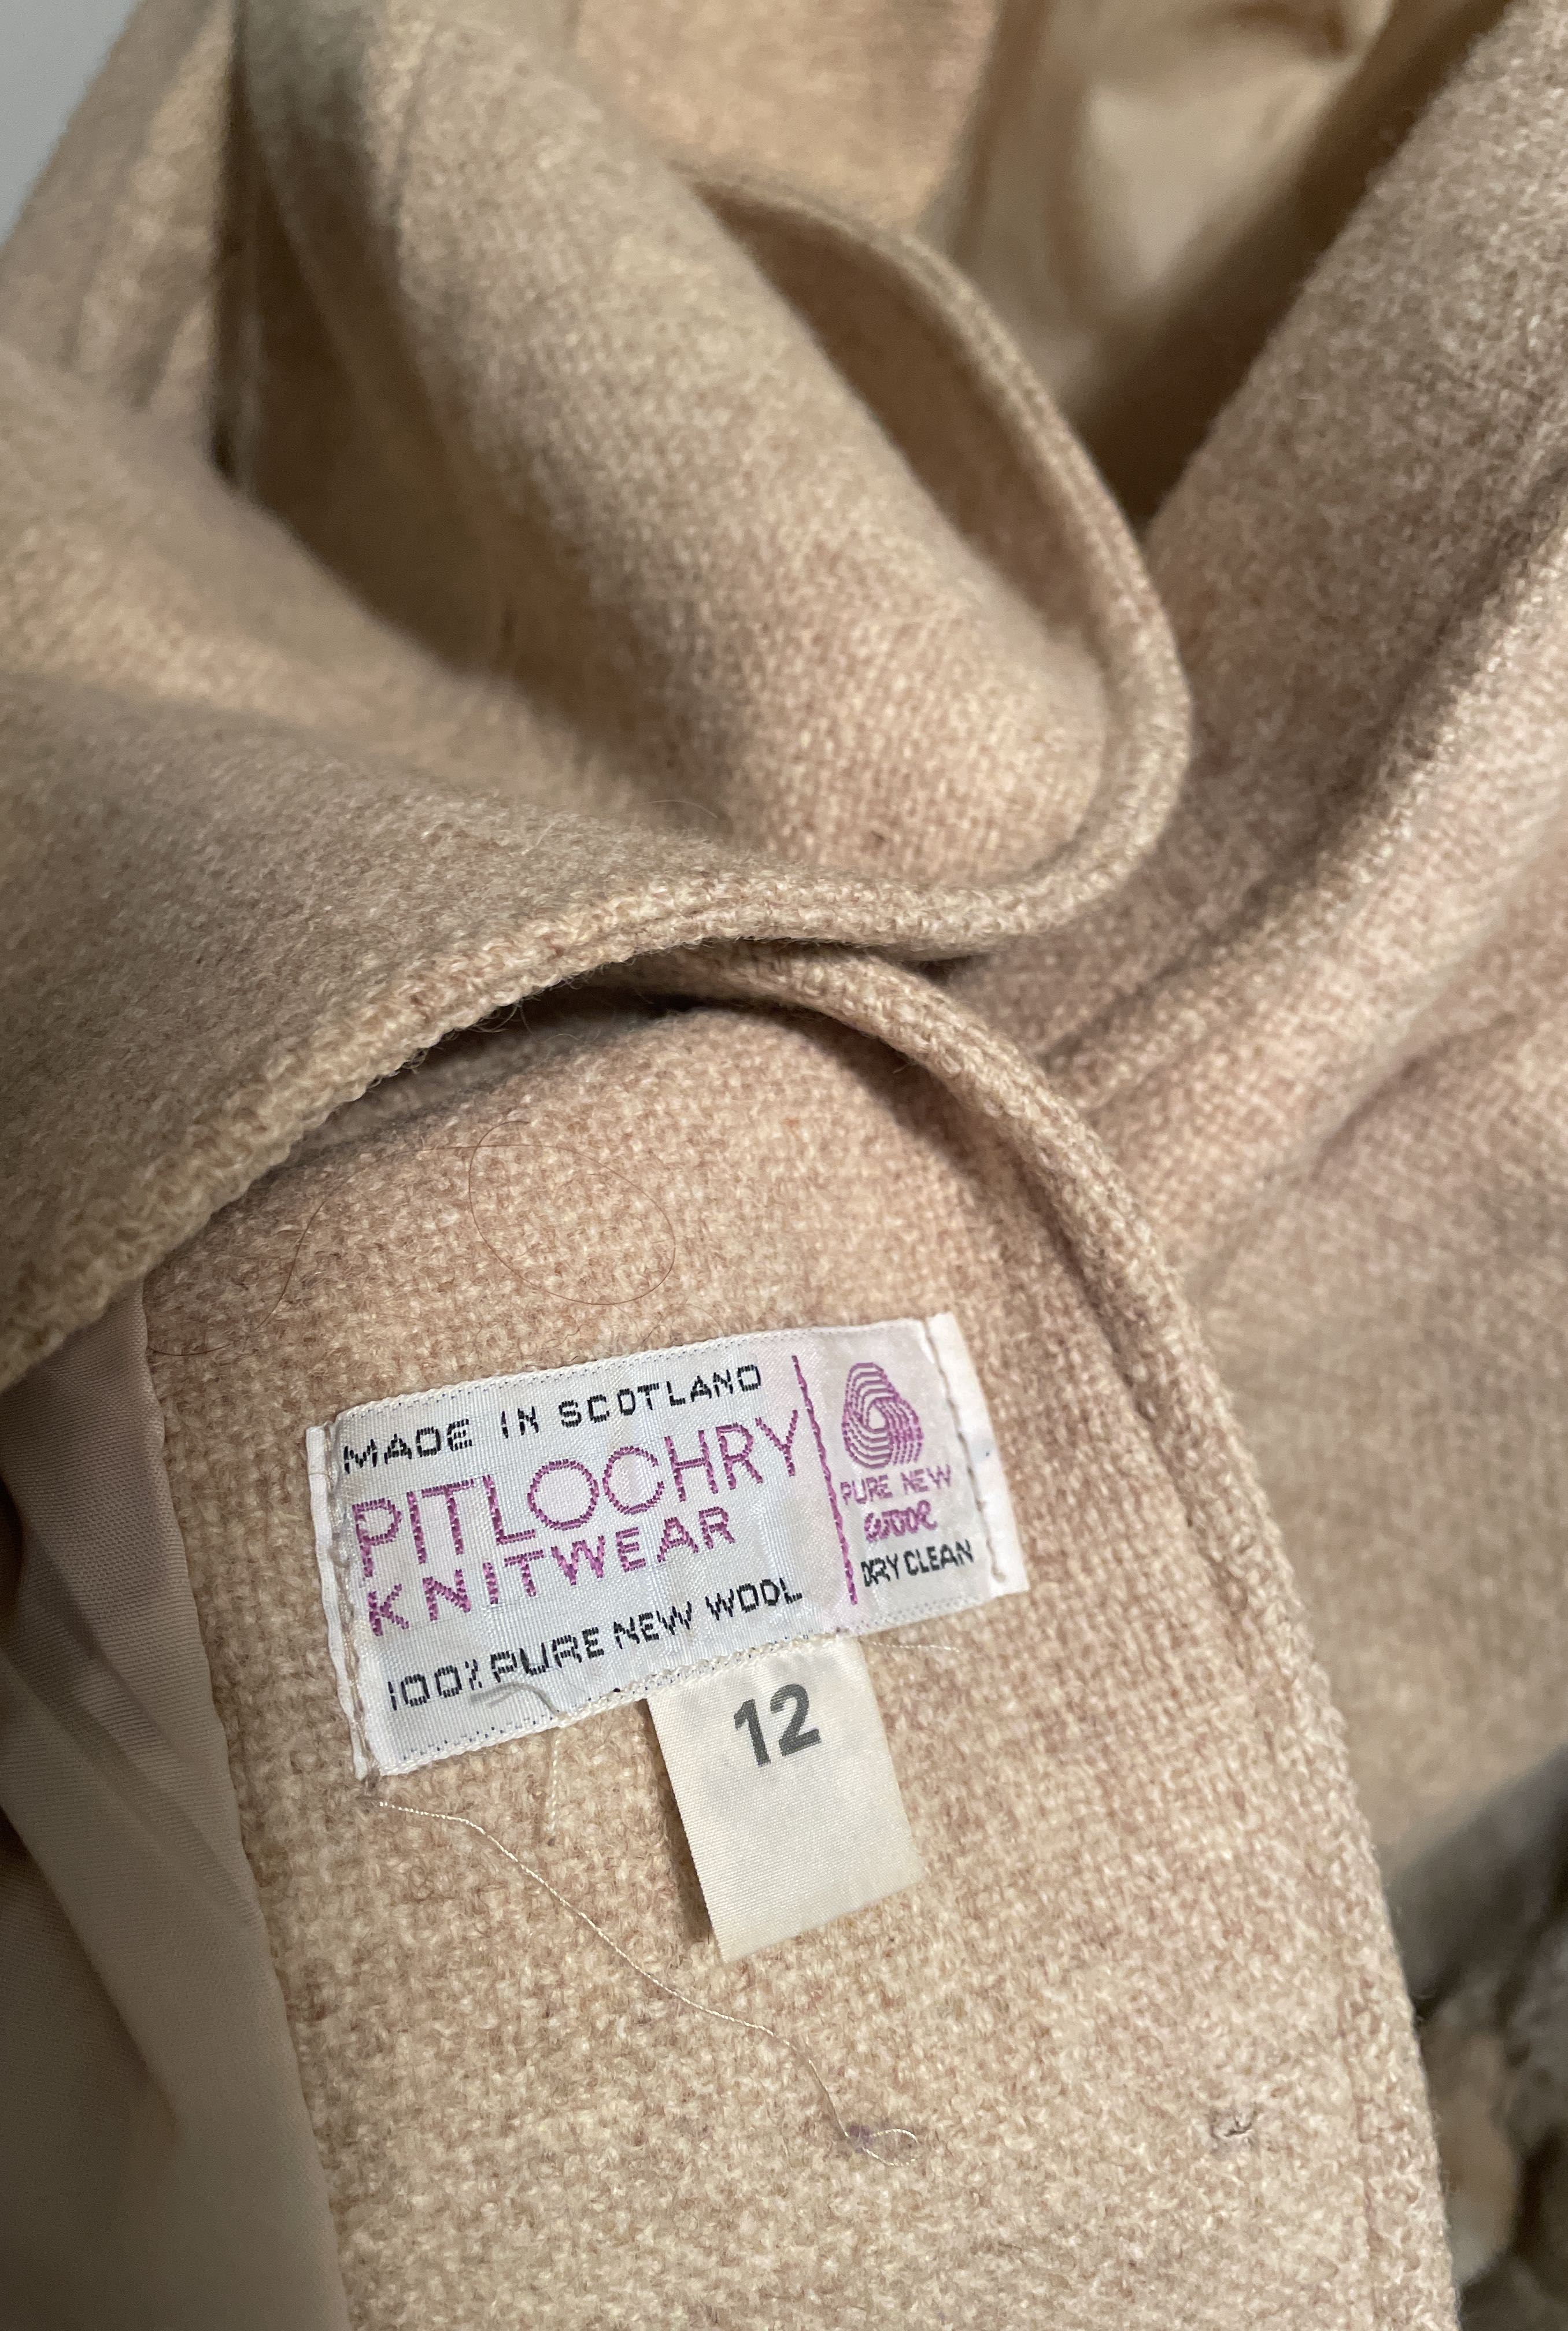 MADE IN SCOTLAND
PITLOCHRY
KNITWEAR
100% PURE NEW WOOL
PURE NEW
WOOL
DRY CLEAN
12